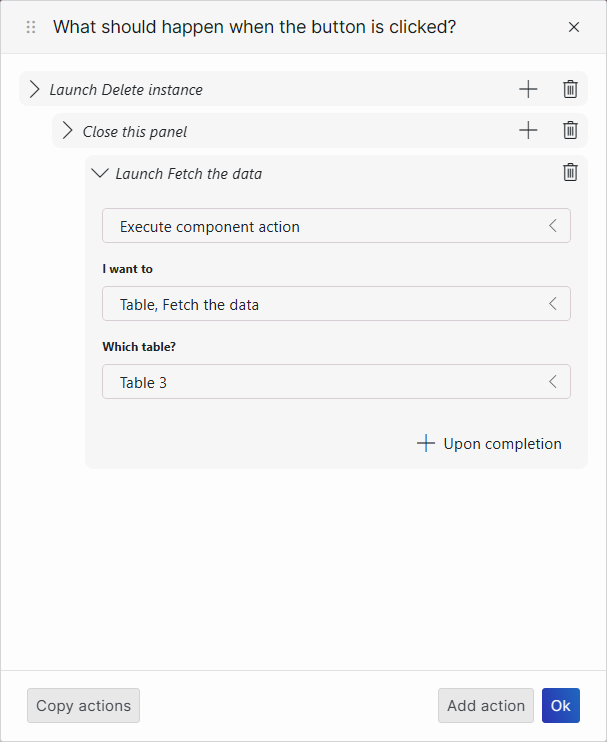 What should happen when the button is clicked?
Launch Delete instance
Close this panel
Launch Fetch the data
Execute component action
I want to
Table, Fetch the data
Which table?
Table 3
Upon completion
Copy actions
Add action
Ok